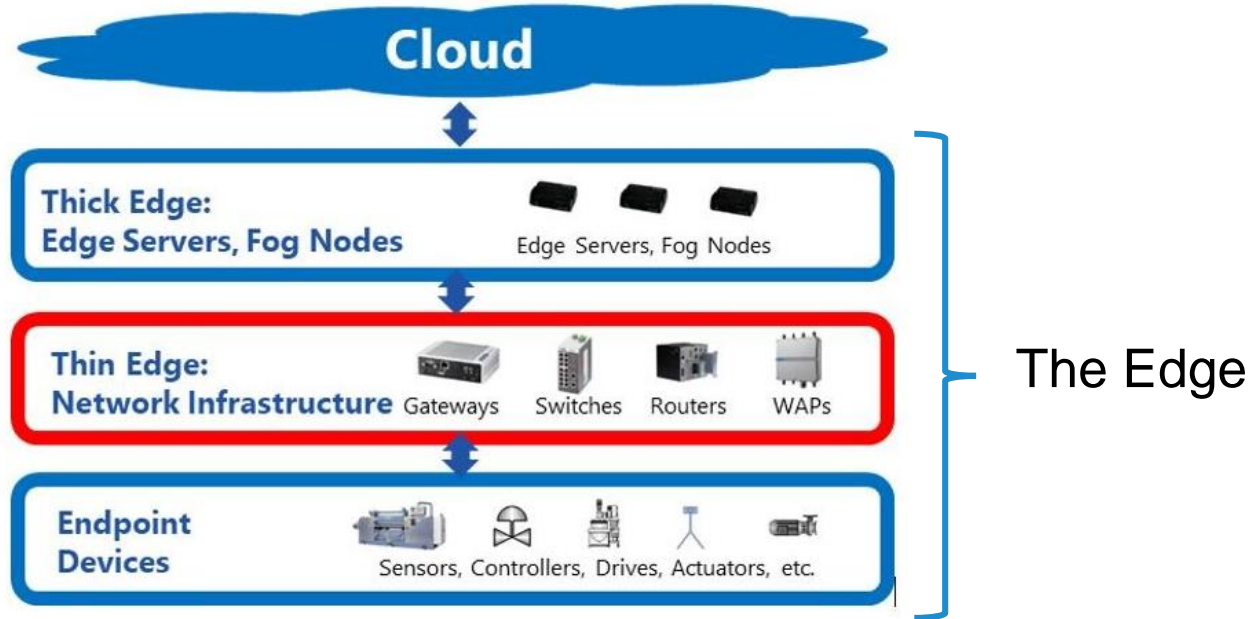 Cloud
Thick Edge:
Edge Servers, Fog Nodes
Edge Servers, Fog Nodes
Thin Edge:
Network Infrastructure
Gateways
Switches
Routers
WAPs
The Edge
Endpoint
Devices
Sensors, Controllers, Drives, Actuators, etc.